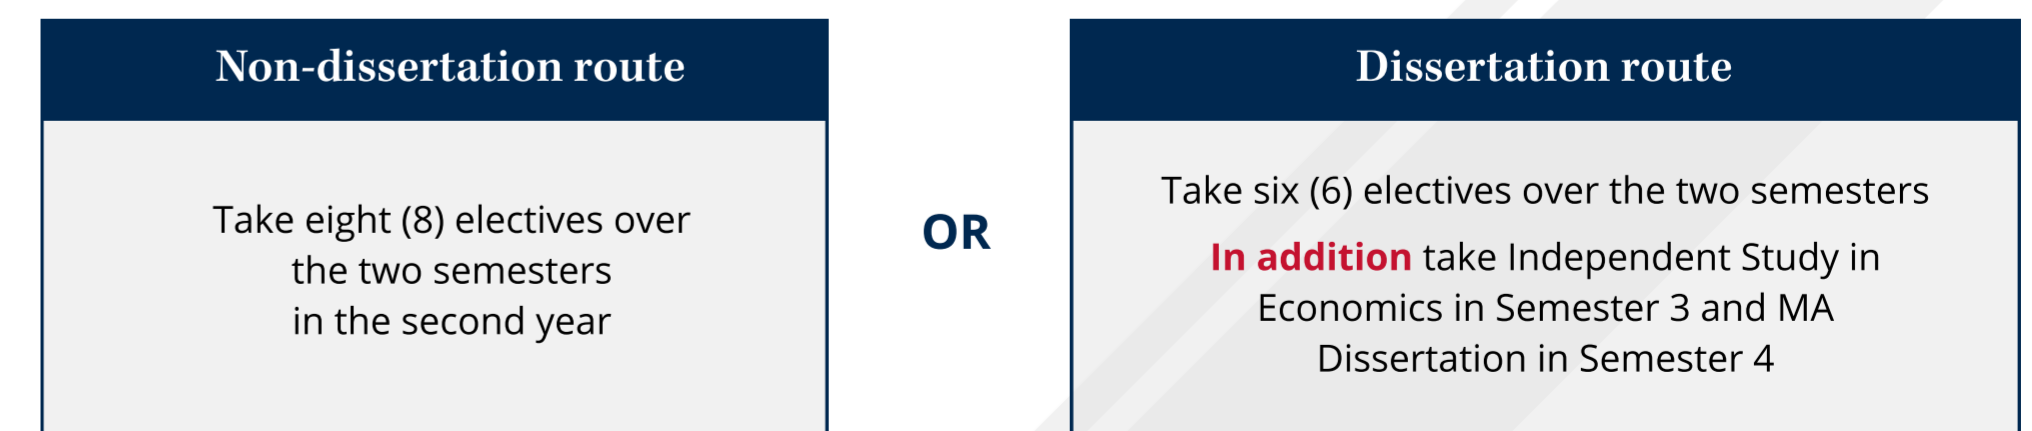 Non-dissertation route
Take eight (8) electives over
the two semesters
in the second year
OR
Dissertation route
Take six (6) electives over the two semesters
In addition take Independent Study in
Economics in Semester 3 and MA
Dissertation in Semester 4